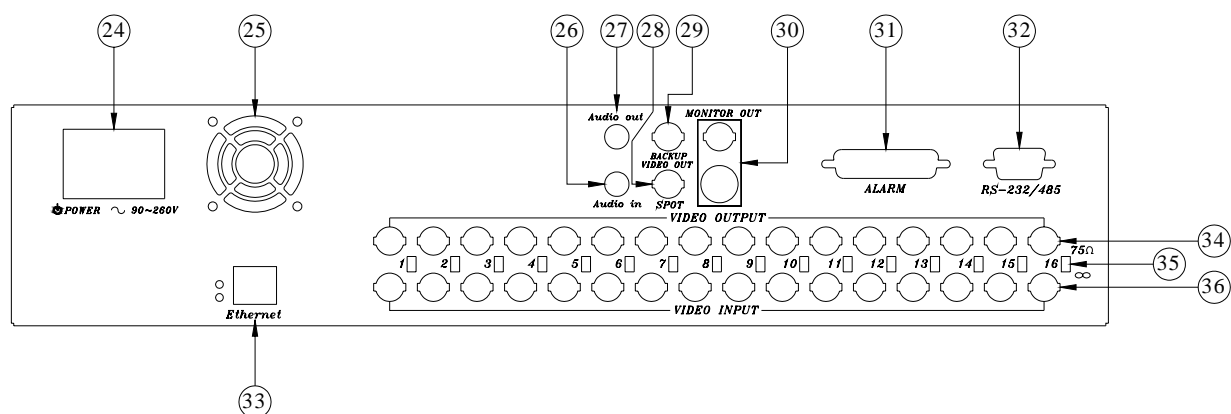 24 25 26 27 28 29 30 31 32
Audio out MONITOR OUT
BACKUP
VIDEO OUT
ALARM RS-232/485
POWER ~ 90~260V
Audio in SPOT
VIDEO OUTPUT
34
75Ω
1 2 3 4 5 6 7 8 9 10 11 12 13 14 15 16
35
∞
36
Ethernet
VIDEO INPUT
33